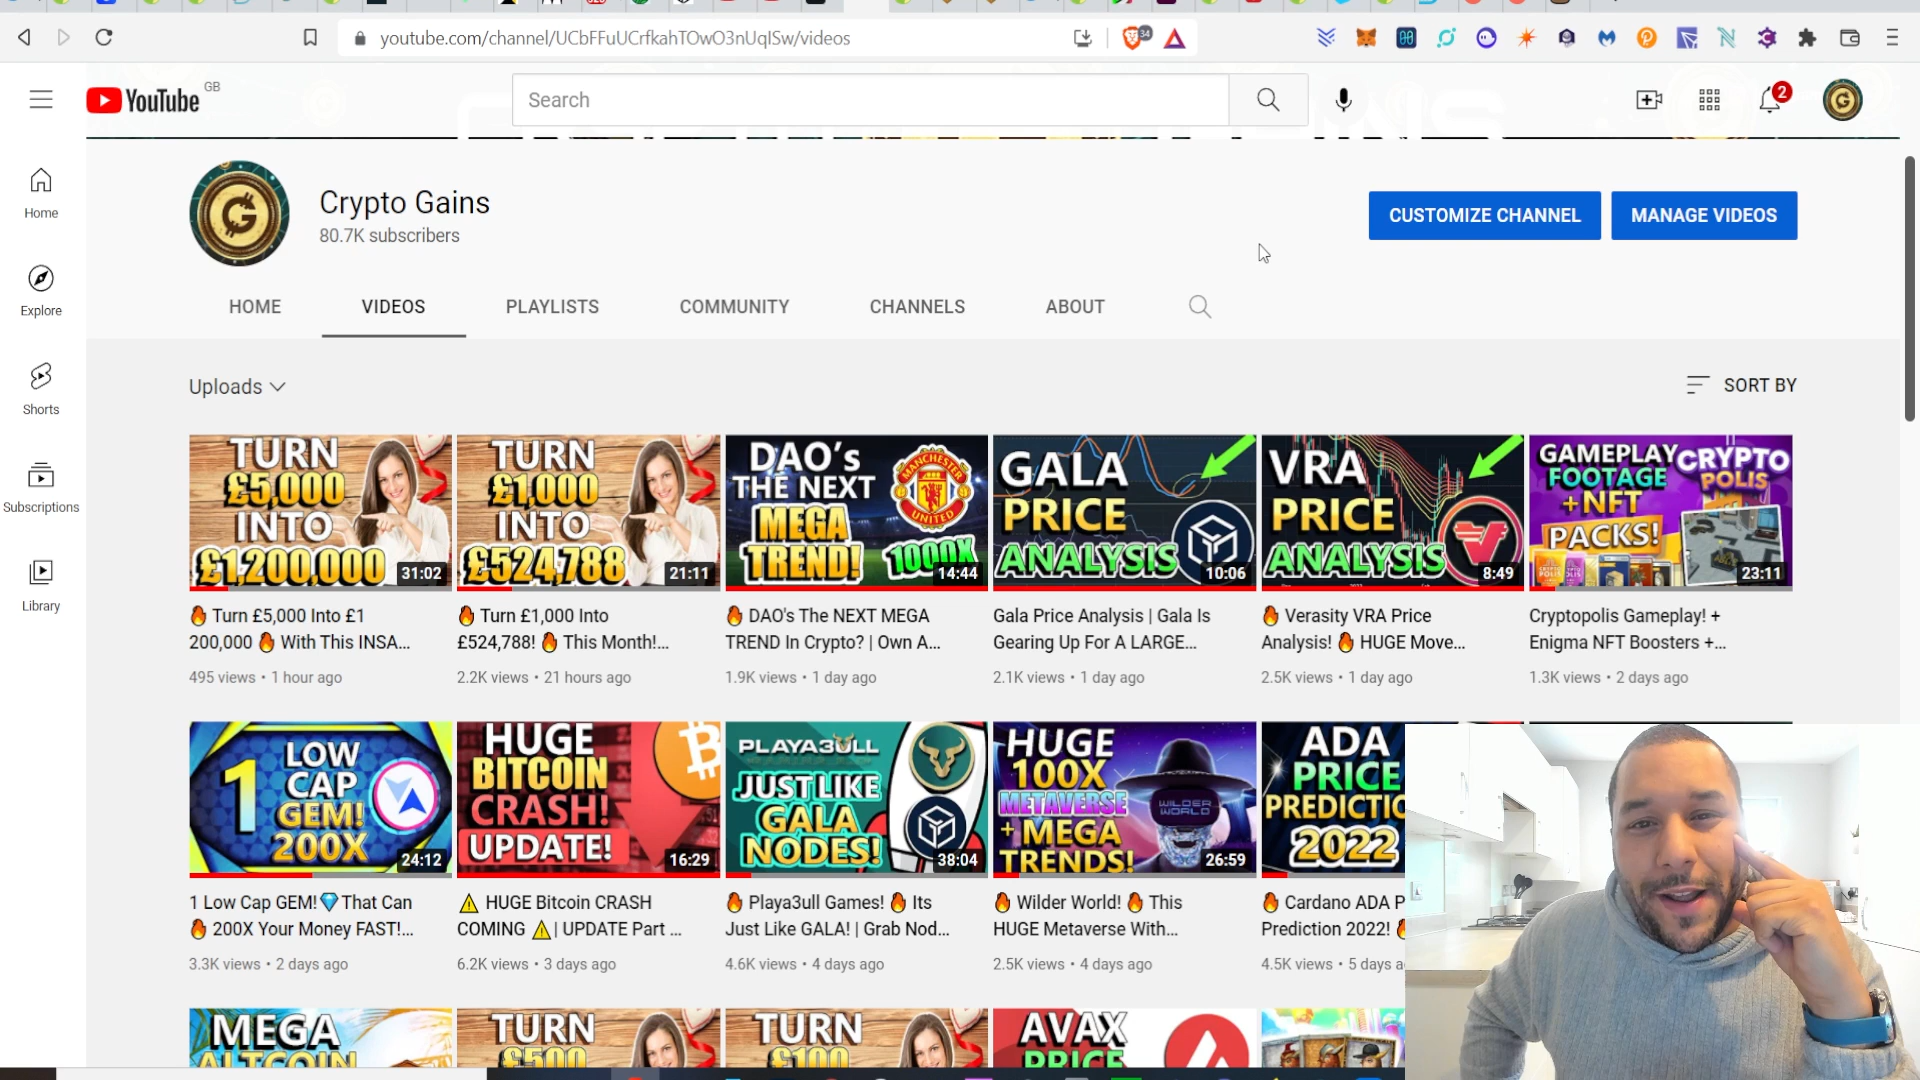 youtube.com/channel/UCbFFuUCrfkahTOwO3nUqISw/videos
34
YouTube
GB
Search
2
Crypto Gains
80.7K subscribers
CUSTOMIZE CHANNEL
MANAGE VIDEOS
Home
Explore
Shorts
Subscriptions
Library
HOME
VIDEOS
PLAYLISTS
COMMUNITY
CHANNELS
ABOUT
Uploads
SORT BY
TURN
£5,000
INTO
£1,200,000
31:02
🔥 Turn £5,000 Into £1
200,000 🔥 With This INSA...
495 views • 1 hour ago
TURN
£1,000
INTO
£524,788
21:11
🔥 Turn £1,000 Into
£524,788! 🔥 This Month!...
2.2K views • 21 hours ago
DAO's
THE NEXT
MEGA
TREND!
MANCHESTER
UNITED
1000X
14:44
🔥 DAO's The NEXT MEGA
TREND In Crypto? | Own A...
1.9K views • 1 day ago
GALA
PRICE
ANALYSIS
10:06
Gala Price Analysis | Gala Is
Gearing Up For A LARGE...
2.1K views • 1 day ago
VRA
PRICE
ANALYSIS
8:49
🔥 Verasity VRA Price
Analysis! 🔥 HUGE Move...
2.5K views • 1 day ago
GAMEPLAY
FOOTAGE
+NFT
PACKS!
CRYPTO
POLIS
23:11
Cryptopolis Gameplay! +
Enigma NFT Boosters +...
1.3K views • 2 days ago
1
LOW
CAP
GEM!
200X
24:12
1 Low Cap GEM!💎That Can
🔥 200X Your Money FAST!...
3.3K views • 2 days ago
HUGE
BITCOIN
CRASH!
UPDATE!
16:29
⚠ HUGE Bitcoin CRASH
COMING ⚠| UPDATE Part ...
6.2K views • 3 days ago
PLAYA3ULL
JUST LIKE
GALA
NODES!
38:04
🔥 Playa3ull Games! 🔥 Its
Just Like GALA! | Grab Nod...
4.6K views • 4 days ago
HUGE
100X
METAVERSE
+ MEGA
TRENDS!
WILDER
WORLD
26:59
🔥 Wilder World! 🔥 This
HUGE Metaverse With...
2.5K views • 4 days ago
ADA
PRICE
PREDICTIO
2022
🔥 Cardano ADA P
Prediction 2022! 🔥
4.5K views • 5 days a
MEGA
ALTCOIN
TURN
£500
TURN
£100
AVAX
PRICE